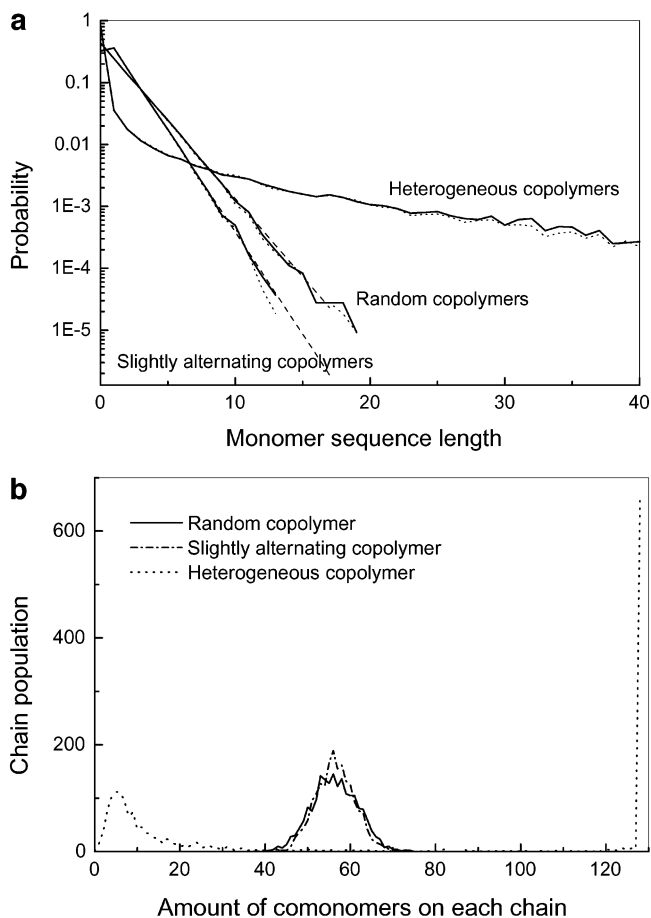 a
1
0.1
0.01
1E-3
1E-4
1E-5
Probability
Heterogeneous copolymers
Random copolymers
Slightly alternating copolymers
0 10 20 30 40
Monomer sequence length
b
600
400
200
0
Chain population
Random copolymer
Slightly alternating copolymer
Heterogeneous copolymer
0 20 40 60 80 100 120
Amount of comonomers on each chain